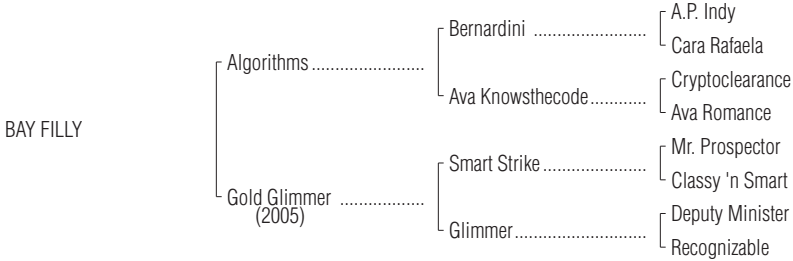 A.P. Indy
Bernardini ........................
Cara Rafaela
Algorithms ........................
Cryptoclearance
Ava Knowsthecode ............
Ava Romance
BAY FILLY
Mr. Prospector
Smart Strike ......................
Classy 'n Smart
Gold Glimmer ..................
(2005)
Deputy Minister
Glimmer ............................
Recognizable